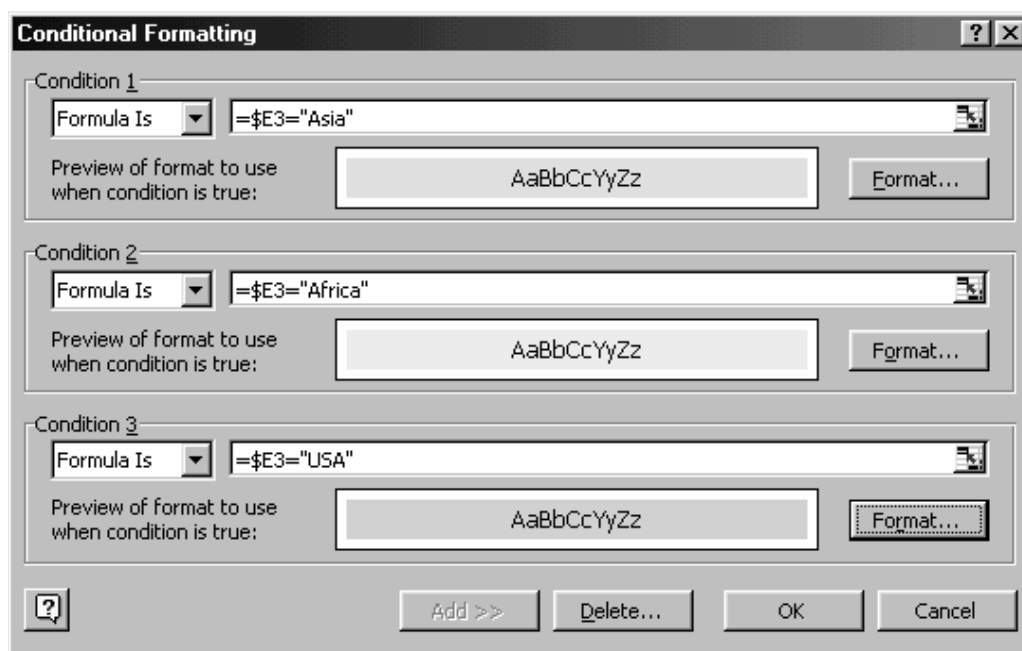 Conditional Formatting
Condition 1
Formula Is
=$E3="Asia"
Preview of format to use
when condition is true:
AaBbCcYyZz
Format...
Condition 2
Formula Is
=$E3="Africa"
Preview of format to use
when condition is true:
AaBbCcYyZz
Format...
Condition 3
Formula Is
=$E3="USA"
Preview of format to use
when condition is true:
AaBbCcYyZz
Format...
Add >>
Delete...
OK
Cancel